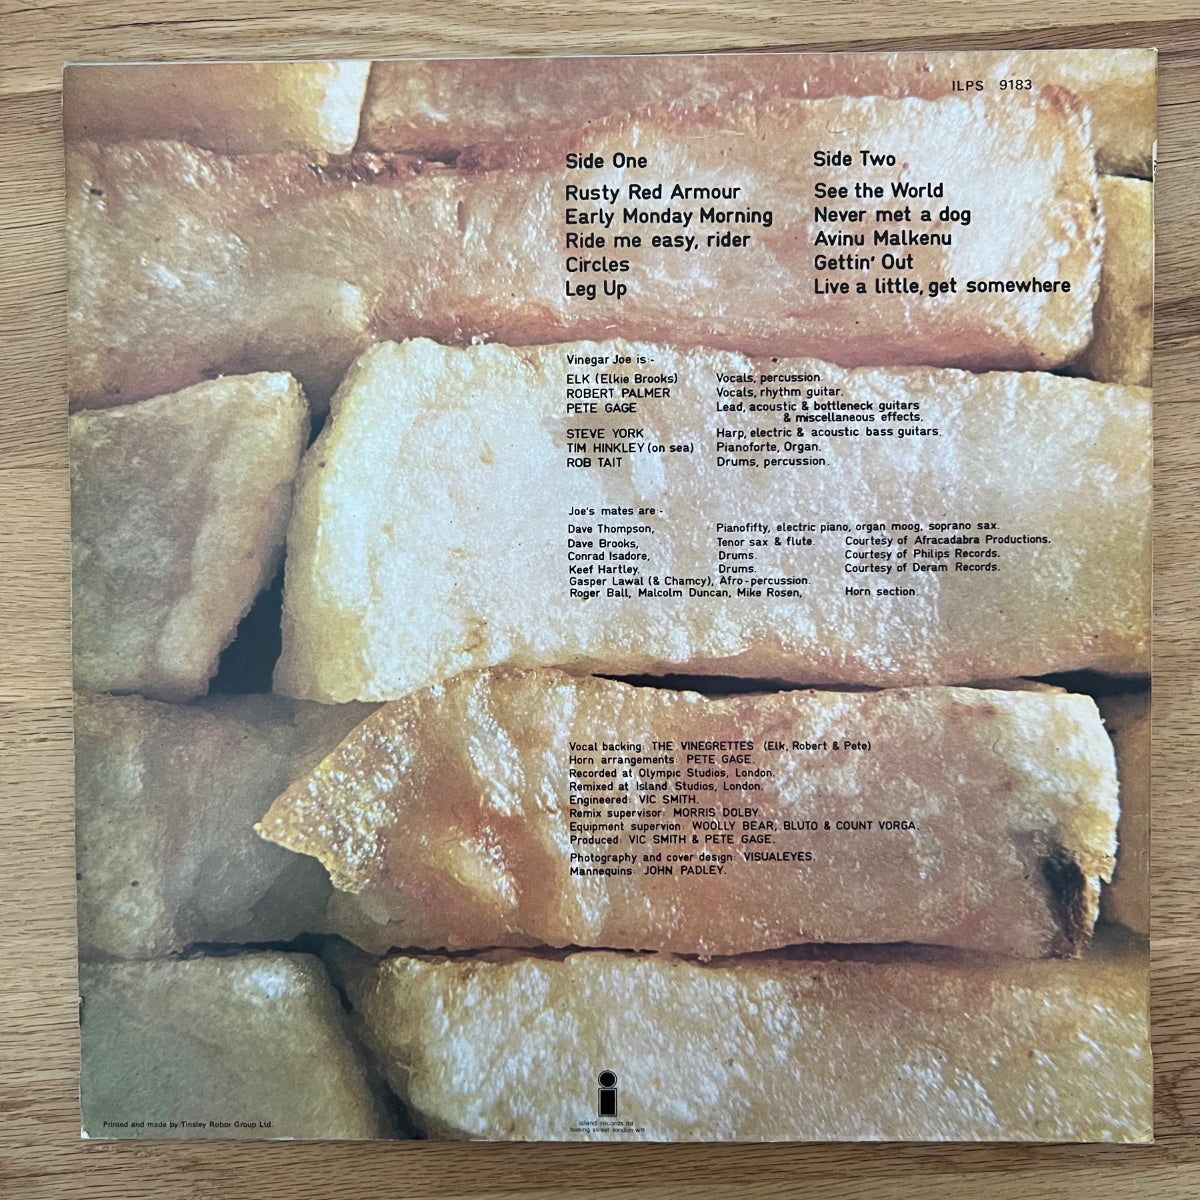 ILPS 9183
Side One
Rusty Red Armour
Early Monday Morning
Ride me easy, rider
Circles
Leg Up
Side Two
See the World
Never met a dog
Avinu Malkenu
Gettin' Out
Live a little, get somewhere
Vinegar Joe is:-
ELK (Elkie Brooks) Vocals, percussion
ROBERT PALMER Vocals, rhythm guitar.
PETE GAGE Lead, acoustic & bottleneck guitars
& miscellaneous effects.
STEVE YORK Harp, electric & acoustic bass guitars.
TIM HINKLEY (on sea) Pianoforte, Organ.
ROB TAIT Drums, percussion.
Joe's mates are:-
Dave Thompson, Pianofifty, electric piano, organ moog, soprano sax.
Dave Brooks, Tenor sax & flute. Courtesy of Afracadabra Productions.
Conrad Isadore, Drums. Courtesy of Philips Records.
Keef Hartley, Drums. Courtesy of Deram Records.
Gasper Lawal (& Chamcy), Afro-percussion.
Roger Ball, Malcolm Duncan, Mike Rosen, Horn section
Vocal backing: THE VINEGRETTES (Elk, Robert & Pete)
Horn arrangements: PETE GAGE.
Recorded at Olympic Studios, London.
Remixed at Island Studios, London.
Engineered: VIC SMITH.
Remix supervisor: MORRIS DOLBY.
Equipment supervion: WOOLLY BEAR, BLUTO & COUNT VORGA.
Produced: VIC SMITH & PETE GAGE.
Photography and cover design: VISUALEYES.
Mannequins: JOHN PADLEY.
Printed and made by Tinsley Robor Group Ltd.
island records ltd
basing street london w11